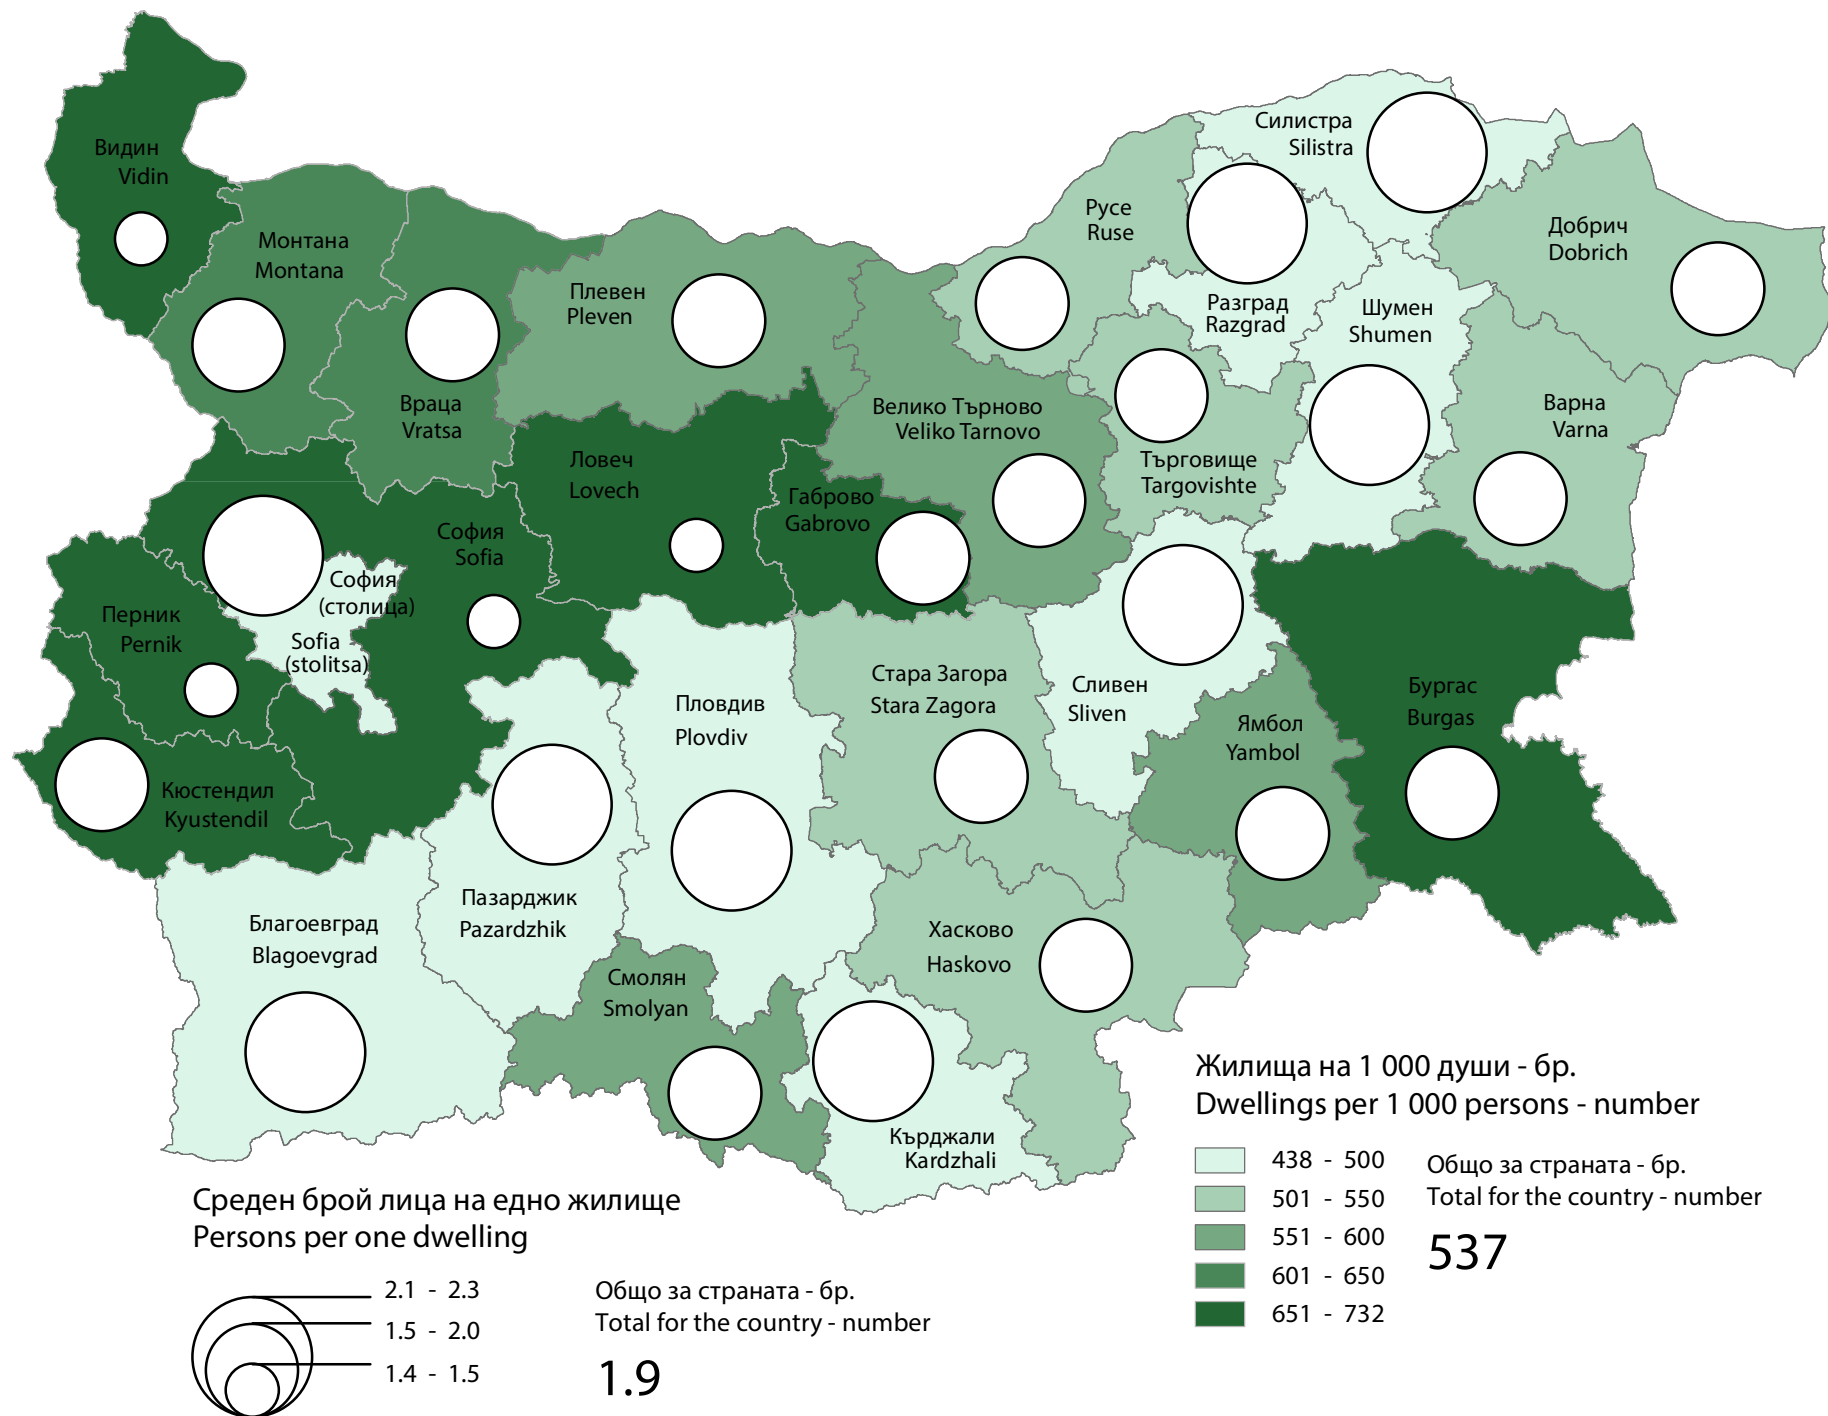 Видин
Vidin
Монтана
Montana
Враца
Vratsa
Плевен
Pleven
Ловеч
Lovech
Габрово
Gabrovo
Велико Търново
Veliko Tarnovo
Русе
Ruse
Силистра
Silistra
Разград
Razgrad
Добрич
Dobrich
Шумен
Shumen
Търговище
Targovishte
Варна
Varna
София
Sofia
София
(столица)
Sofia
(stolitsa)
Перник
Pernik
Кюстендил
Kyustendil
Благоевград
Blagoevgrad
Пазарджик
Pazardzhik
Пловдив
Plovdiv
Смолян
Smolyan
Стара Загора
Stara Zagora
Сливен
Sliven
Ямбол
Yambol
Бургас
Burgas
Хасково
Haskovo
Кърджали
Kardzhali
Жилища на 1 000 души - бр.
Dwellings per 1 000 persons - number
438 - 500
501 - 550
551 - 600
601 - 650
651 - 732
Общо за страната - бр.
Total for the country - number
537
Среден брой лица на едно жилище
Persons per one dwelling
2.1 - 2.3
1.5 - 2.0
1.4 - 1.5
Общо за страната - бр.
Total for the country - number
1.9